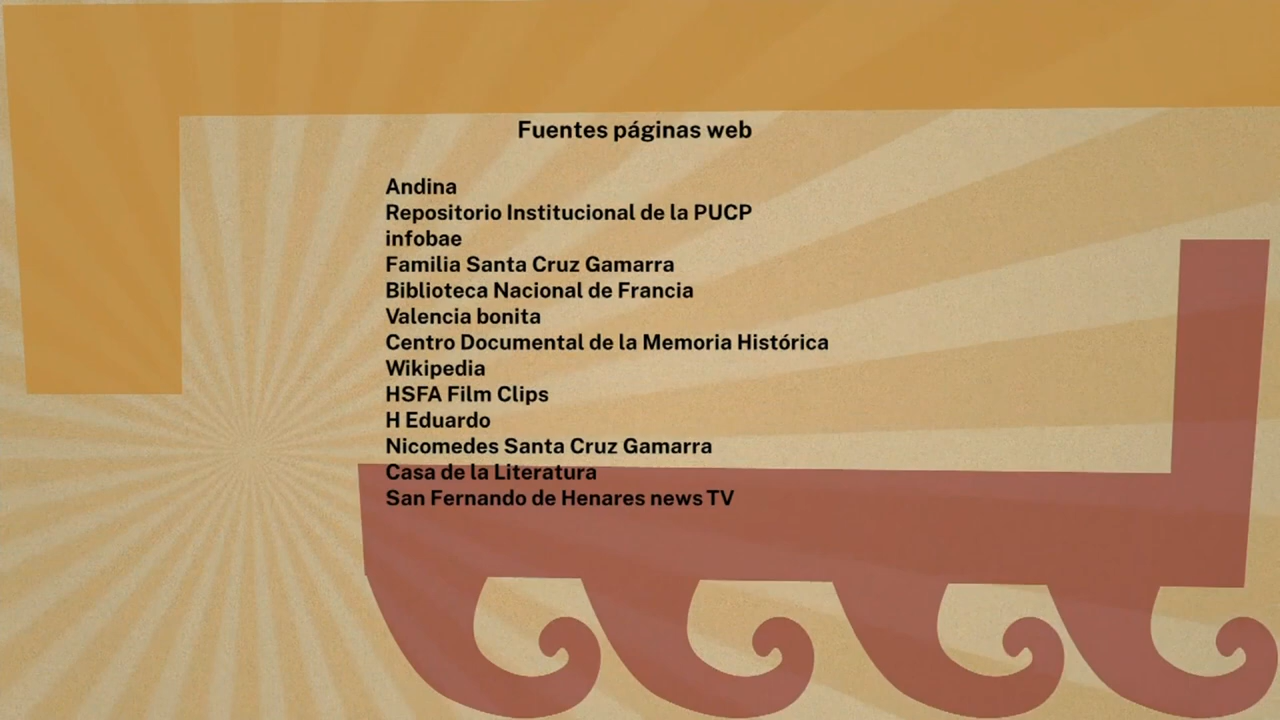 Fuentes páginas web
Andina
Repositorio Institucional de la PUCP
infobae
Familia Santa Cruz Gamarra
Biblioteca Nacional de Francia
Valencia bonita
Centro Documental de la Memoria Histórica
Wikipedia
HSFA Film Clips
H Eduardo
Nicomedes Santa Cruz Gamarra
Casa de la Literatura
San Fernando de Henares news TV